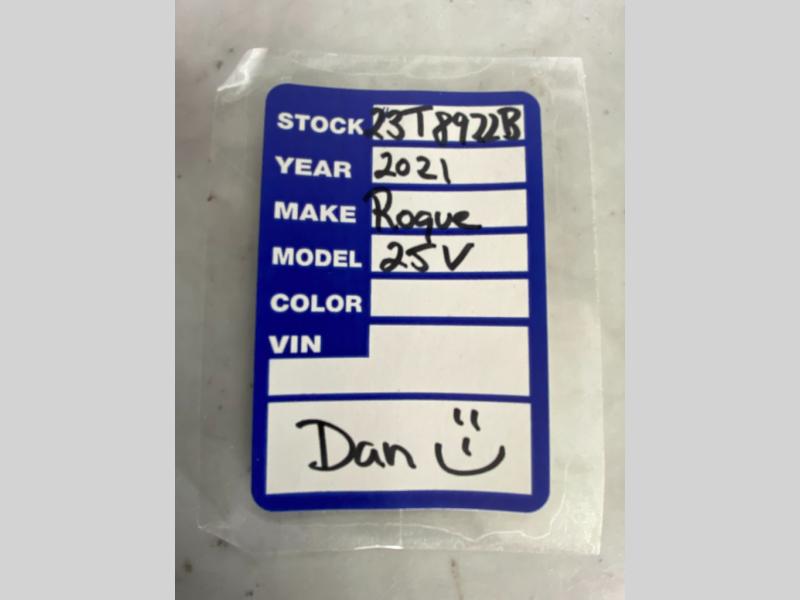 STOCK 23T8922B
YEAR 2021
MAKE Rogue
MODEL 25V
COLOR
VIN
Dan